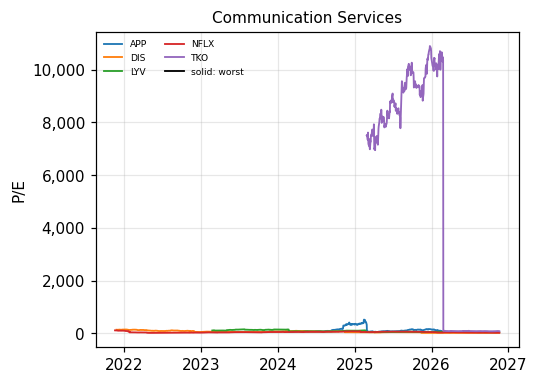 Communication Services
APP
DIS
LYV
NFLX
TKO
solid: worst
P/E
10,000
8,000
6,000
4,000
2,000
0
2022 2023 2024 2025 2026 2027